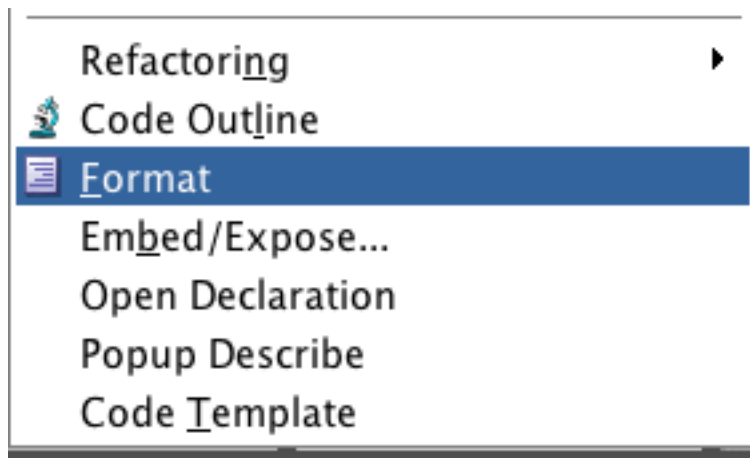 Refactoring
Code Outline
Format
Embed/Expose...
Open Declaration
Popup Describe
Code Template